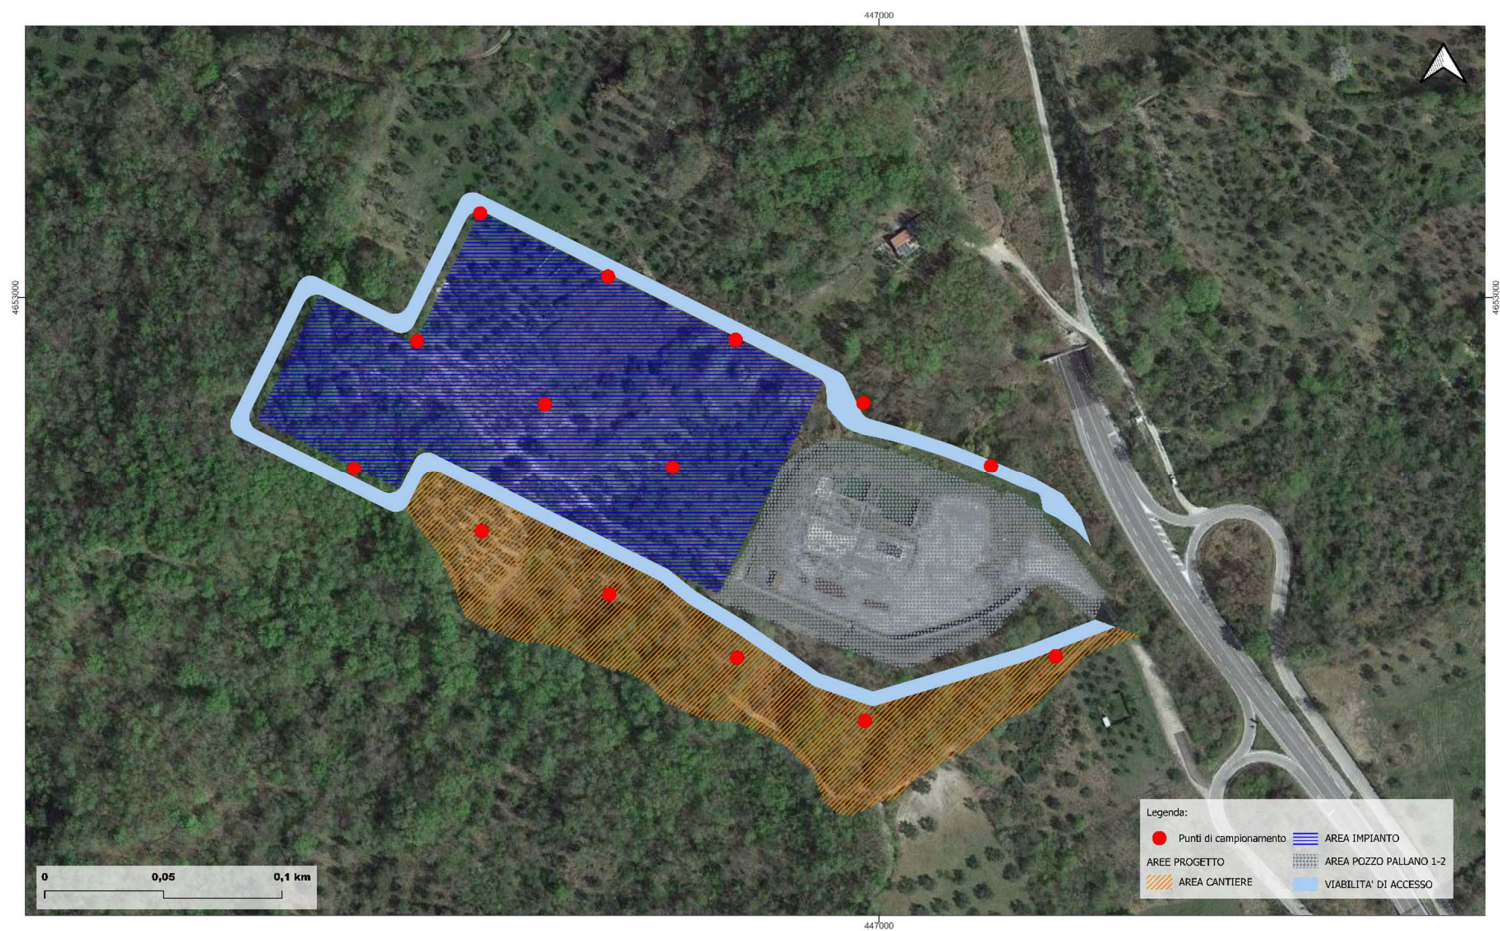 447000
4653000
4653000
Legenda:
Punti di campionamento
AREE PROGETTO
AREA CANTIERE
AREA IMPIANTO
AREA POZZO PALLANO 1-2
VIABILITA' DI ACCESSO
0 0,05 0,1 km
447000